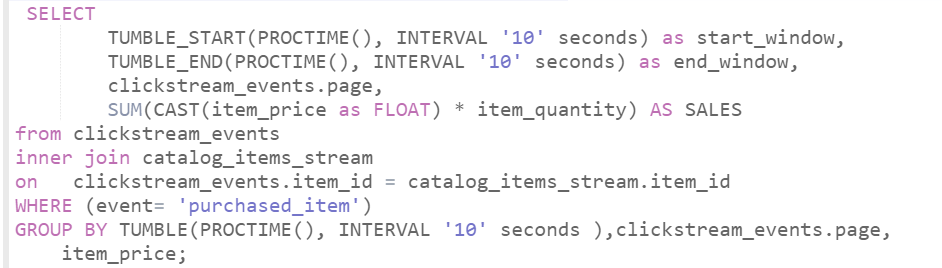 SELECT
TUMBLE_START(PROCTIME(), INTERVAL '10' seconds) as start_window,
TUMBLE_END(PROCTIME(), INTERVAL '10' seconds) as end_window,
clickstream_events.page,
SUM(CAST(item_price as FLOAT) * item_quantity) AS SALES
from clickstream_events
inner join catalog_items_stream
on   clickstream_events.item_id = catalog_items_stream.item_id
WHERE (event= 'purchased_item')
GROUP BY TUMBLE(PROCTIME(), INTERVAL '10' seconds ),clickstream_events.page,
item_price;